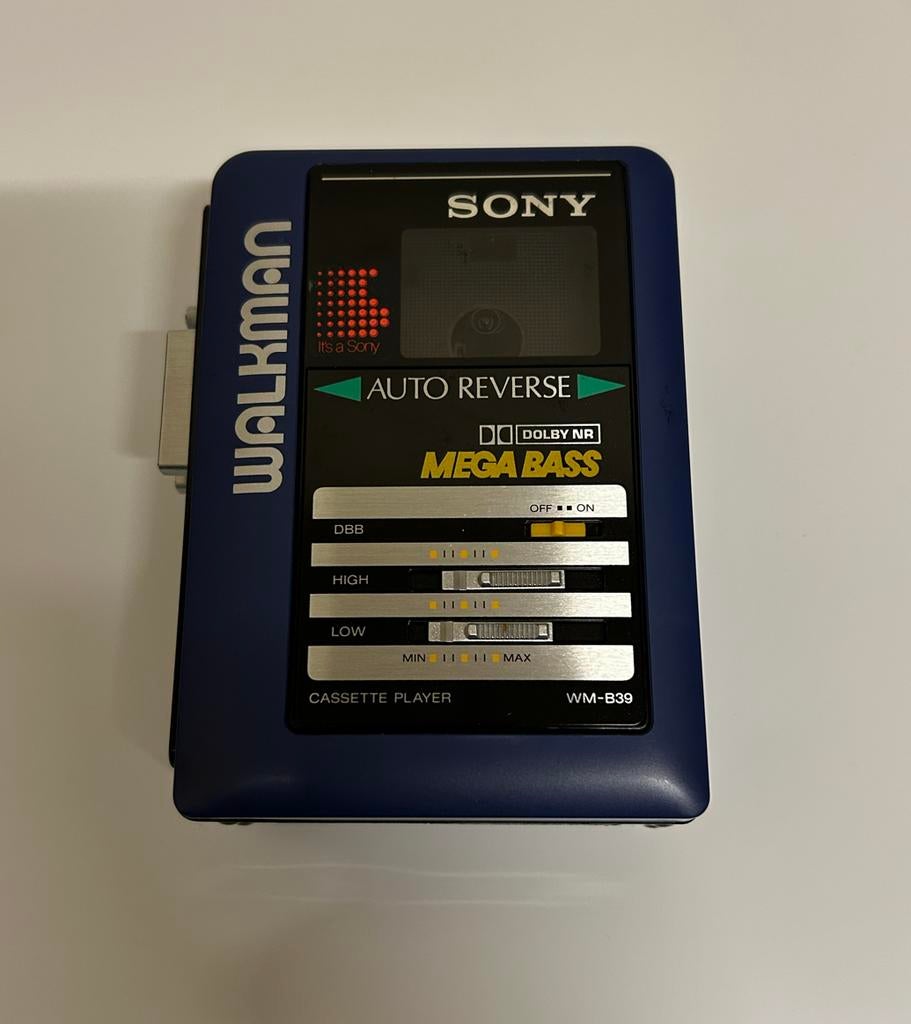 SONY
WALKMAN
It's a Sony
AUTO REVERSE
DOLBY NR
MEGA BASS
OFF ON
DBB
HIGH
LOW
MIN MAX
CASSETTE PLAYER WM-B39